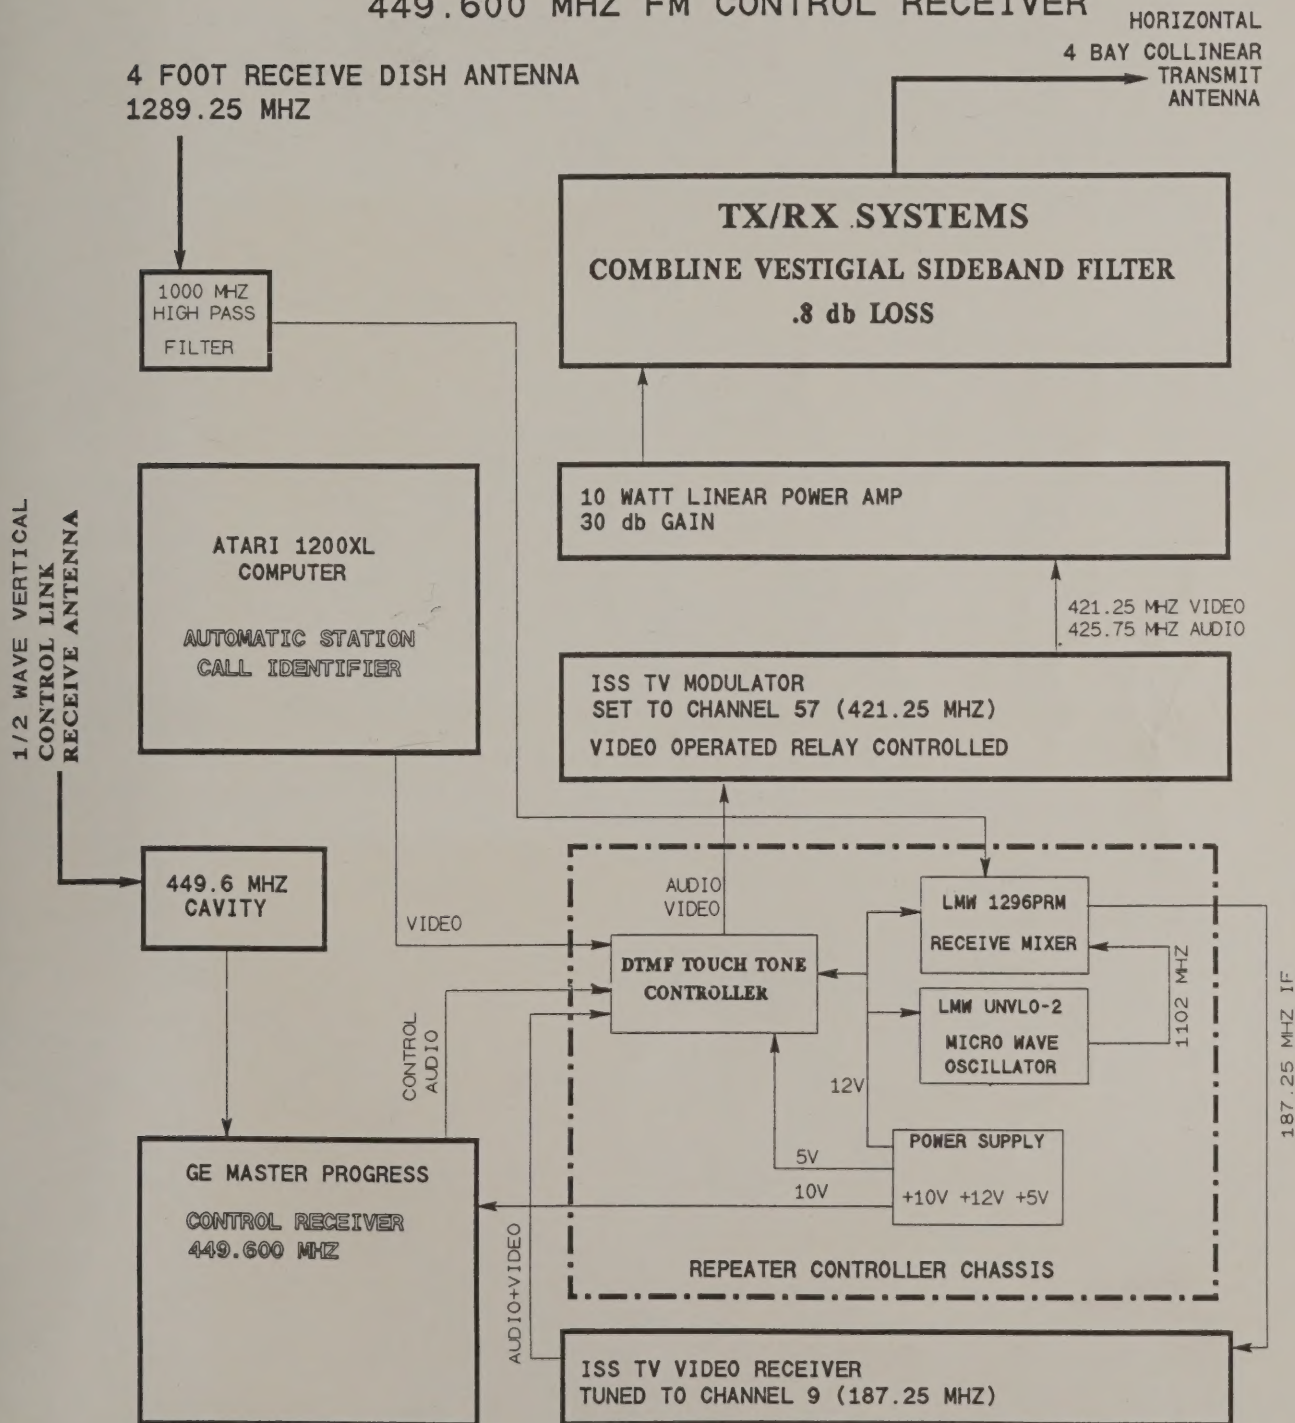 449.600 MHZ FM CONTROL RECEIVER
HORIZONTAL
4 BAY COLLINEAR
TRANSMIT
ANTENNA
4 FOOT RECEIVE DISH ANTENNA
1289.25 MHZ
TX/RX SYSTEMS
COMBLINE VESTIGIAL SIDEBAND FILTER
.8 db LOSS
1000 MHZ
HIGH PASS
FILTER
10 WATT LINEAR POWER AMP
30 db GAIN
ATARI 1200XL
COMPUTER
AUTOMATIC STATION
CALL IDENTIFIER
1/2 WAVE VERTICAL
CONTROL LINK
RECEIVE ANTENNA
421.25 MHZ VIDEO
425.75 MHZ AUDIO
ISS TV MODULATOR
SET TO CHANNEL 57 (421.25 MHZ)
VIDEO OPERATED RELAY CONTROLLED
449.6 MHZ
CAVITY
VIDEO
AUDIO
VIDEO
LMW 1296PRM
RECEIVE MIXER
DTMF TOUCH TONE
CONTROLLER
LMW UNVLO-2
MICRO WAVE
OSCILLATOR
1102 MHZ
187.25 MHZ IF
CONTROL
AUDIO
12V
POWER SUPPLY
+10V +12V +5V
5V
10V
GE MASTER PROGRESS
CONTROL RECEIVER
449.600 MHZ
AUDIO+VIDEO
REPEATER CONTROLLER CHASSIS
ISS TV VIDEO RECEIVER
TUNED TO CHANNEL 9 (187.25 MHZ)